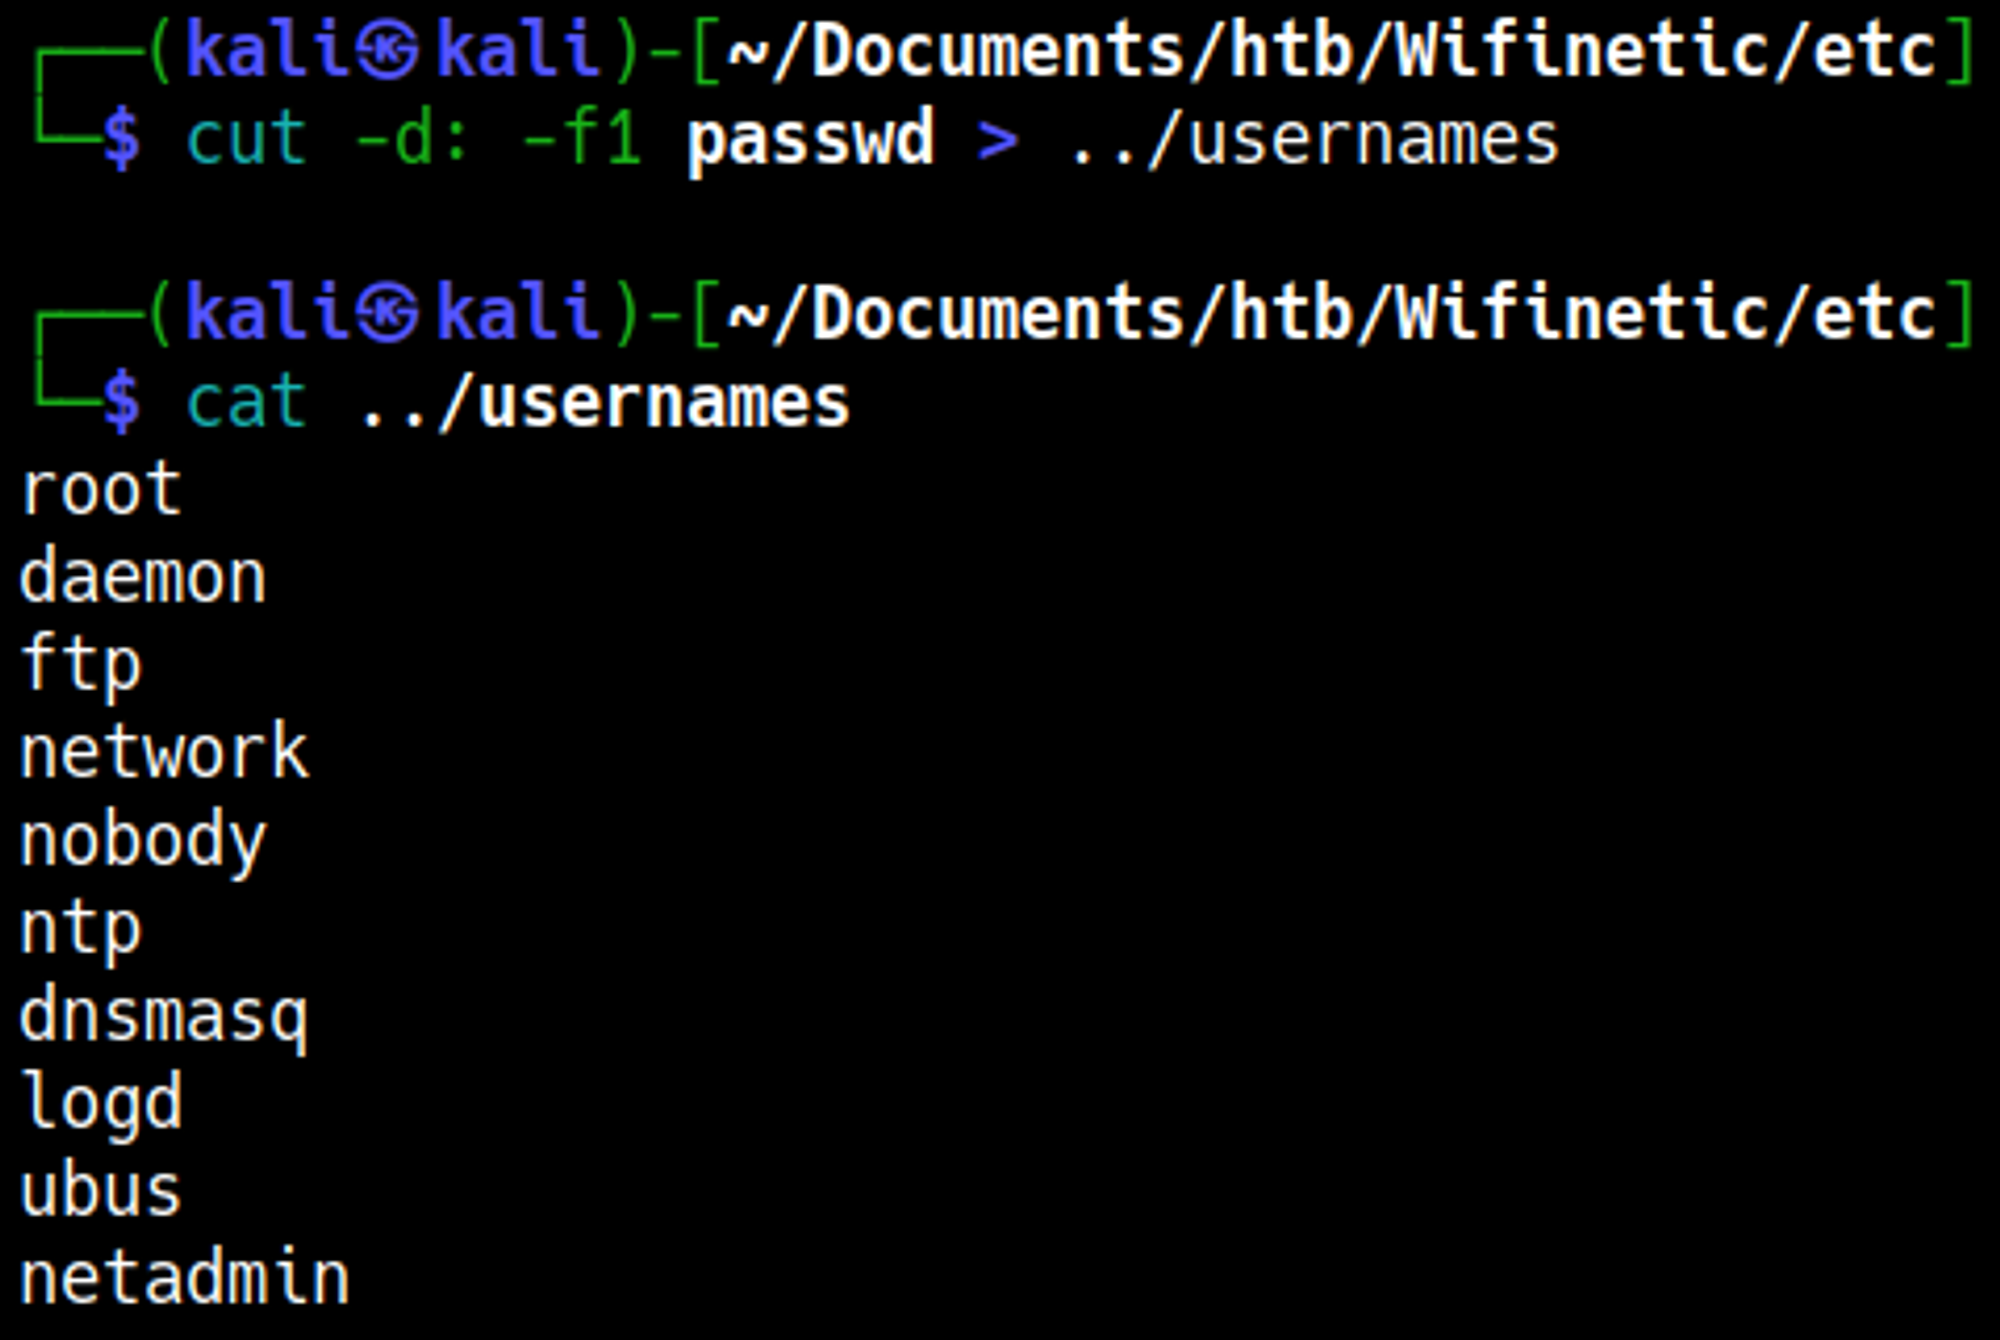 ┌──(kali㉿kali)-[~/Documents/htb/Wifinetic/etc]
└─$ cut -d: -f1 passwd > ../usernames
┌──(kali㉿kali)-[~/Documents/htb/Wifinetic/etc]
└─$ cat ../usernames
root
daemon
ftp
network
nobody
ntp
dnsmasq
logd
ubus
netadmin